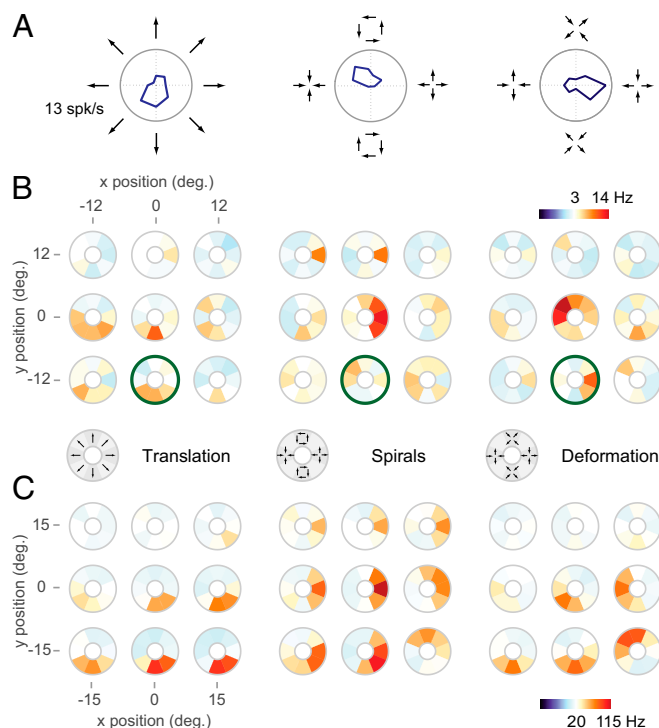 A
13 spk/s
x position (deg.)
-12 0 12
B
3 14 Hz
12
0
-12
y position (deg.)
Translation Spirals Deformation
C
15
0
-15
y position (deg.)
-15 0 15
x position (deg.)
20 115 Hz